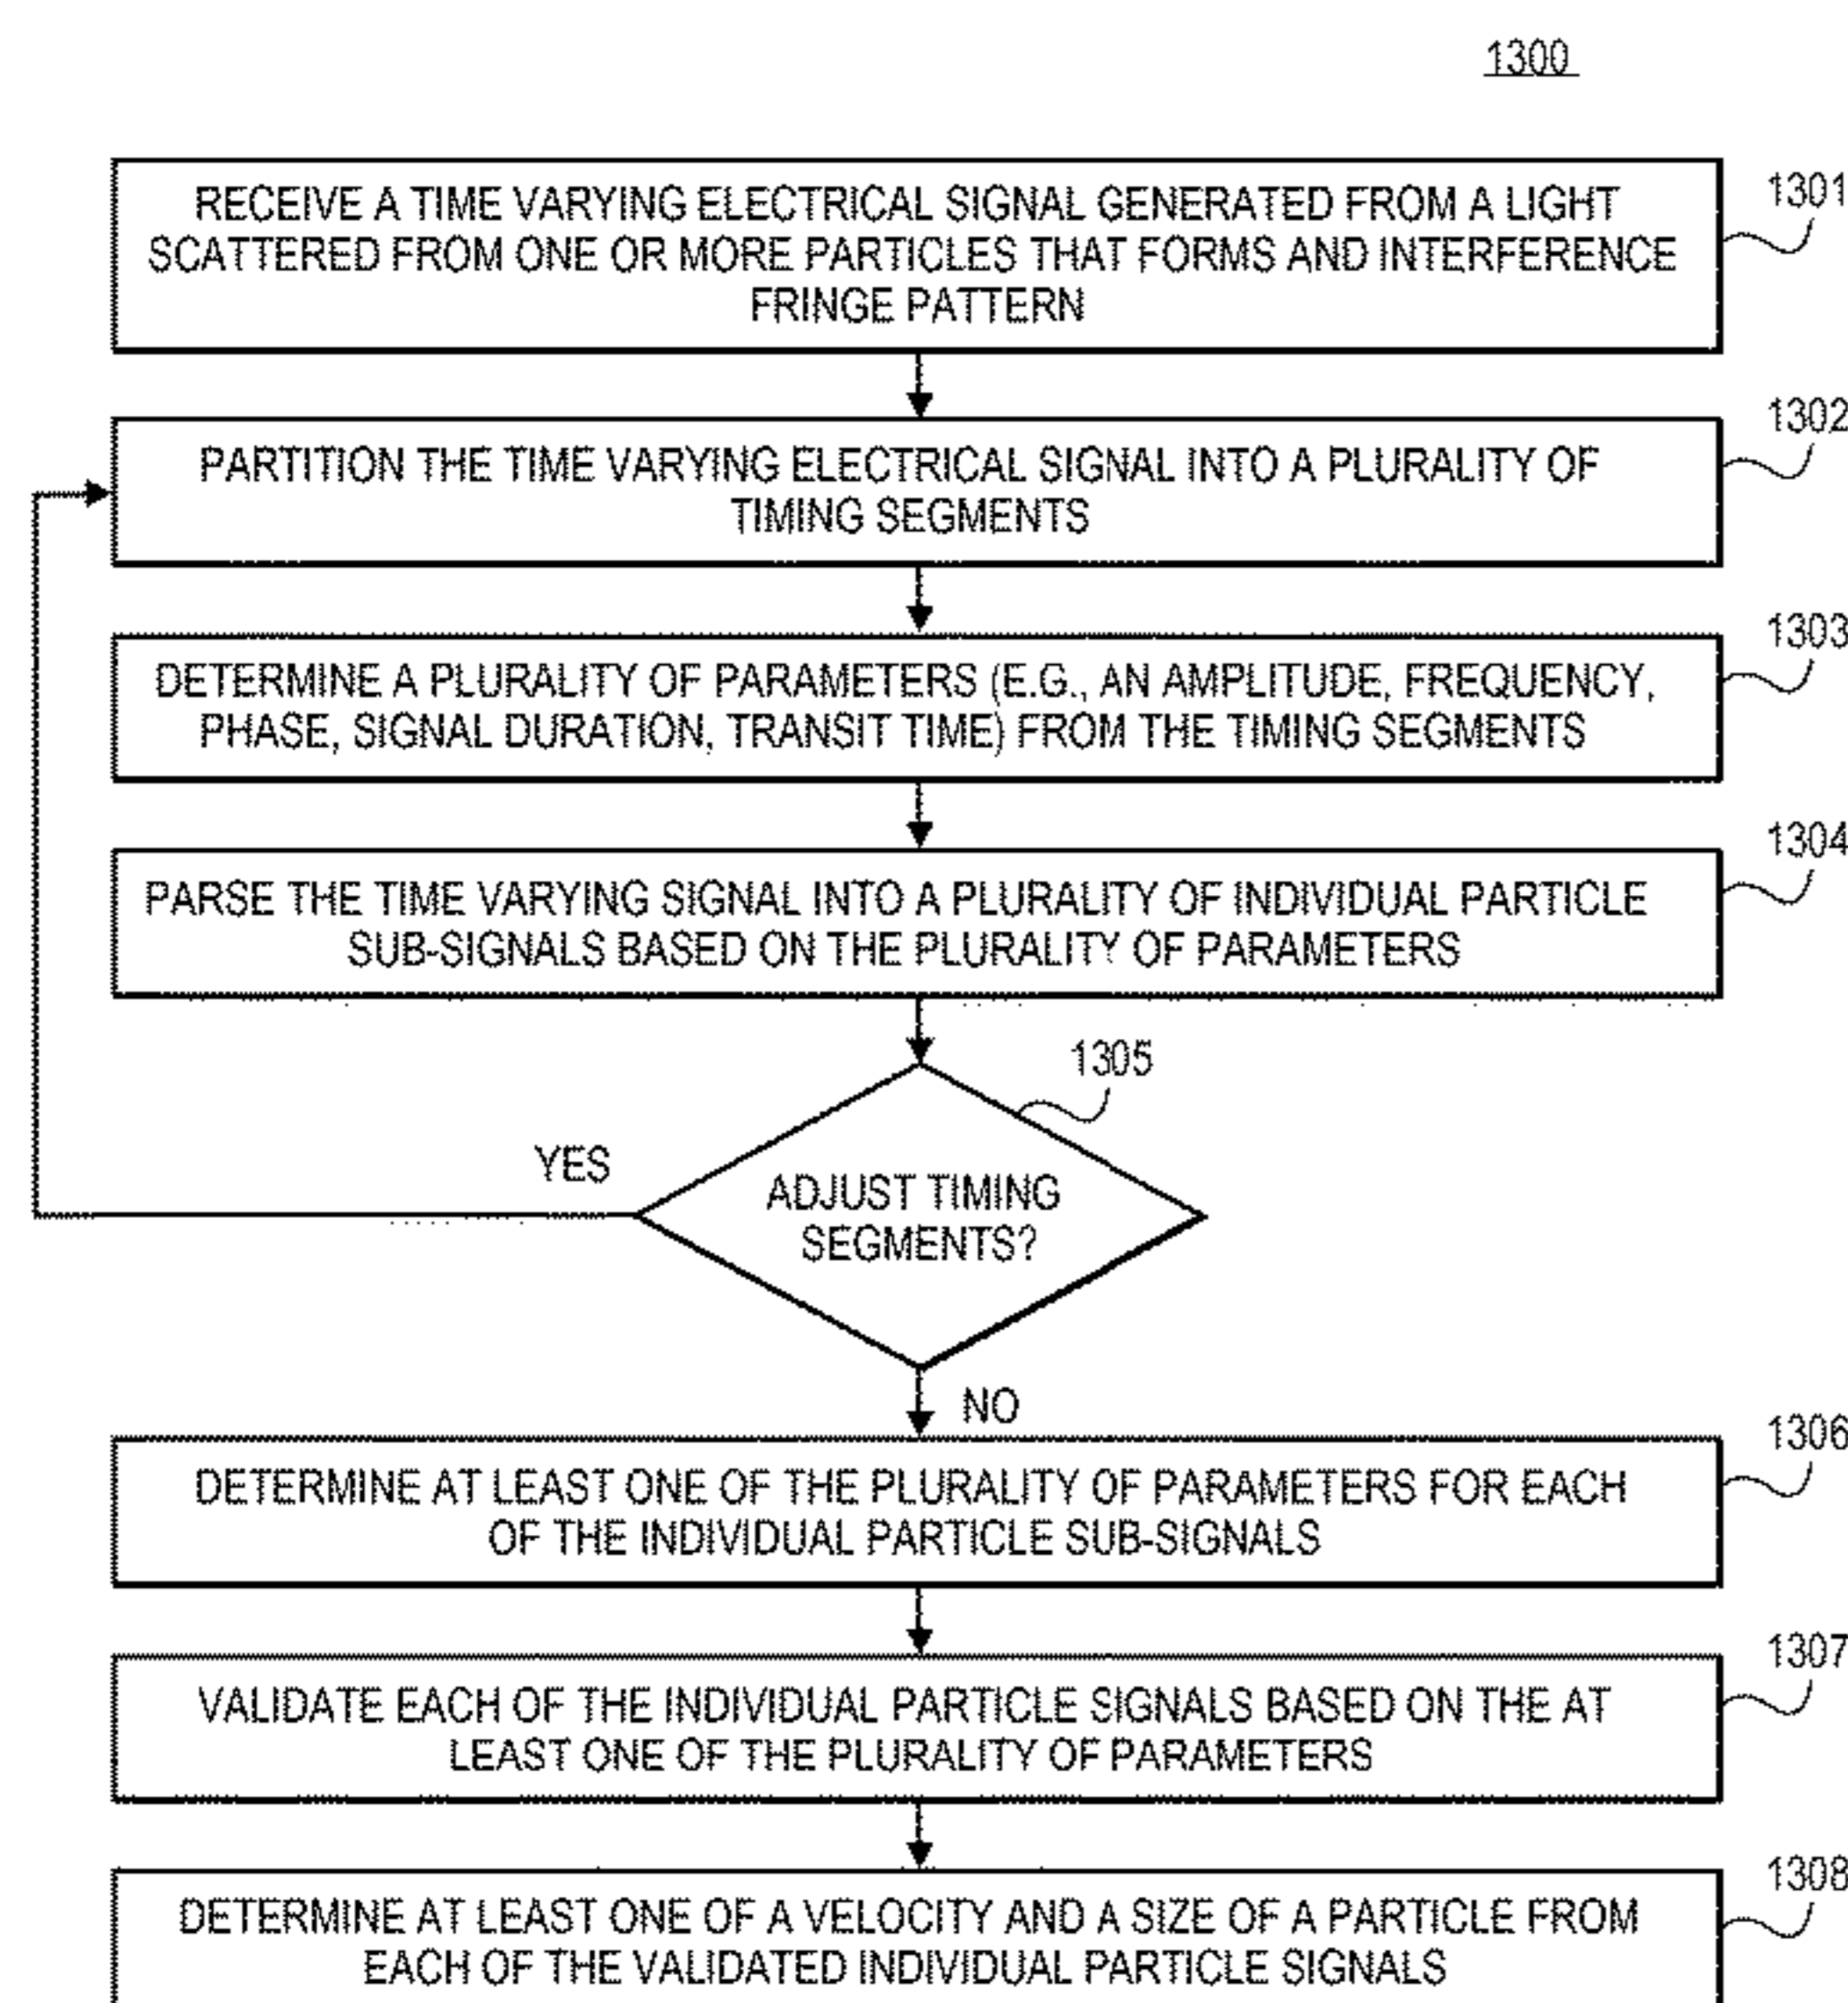 1300
RECEIVE A TIME VARYING ELECTRICAL SIGNAL GENERATED FROM A LIGHT
SCATTERED FROM ONE OR MORE PARTICLES THAT FORMS AND INTERFERENCE
FRINGE PATTERN
1301
PARTITION THE TIME VARYING ELECTRICAL SIGNAL INTO A PLURALITY OF
TIMING SEGMENTS
1302
DETERMINE A PLURALITY OF PARAMETERS (E.G., AN AMPLITUDE, FREQUENCY,
PHASE, SIGNAL DURATION, TRANSIT TIME) FROM THE TIMING SEGMENTS
1303
PARSE THE TIME VARYING SIGNAL INTO A PLURALITY OF INDIVIDUAL PARTICLE
SUB-SIGNALS BASED ON THE PLURALITY OF PARAMETERS
1304
1305
YES
ADJUST TIMING
SEGMENTS?
NO
DETERMINE AT LEAST ONE OF THE PLURALITY OF PARAMETERS FOR EACH
OF THE INDIVIDUAL PARTICLE SUB-SIGNALS
1306
VALIDATE EACH OF THE INDIVIDUAL PARTICLE SIGNALS BASED ON THE AT
LEAST ONE OF THE PLURALITY OF PARAMETERS
1307
DETERMINE AT LEAST ONE OF A VELOCITY AND A SIZE OF A PARTICLE FROM
EACH OF THE VALIDATED INDIVIDUAL PARTICLE SIGNALS
1308